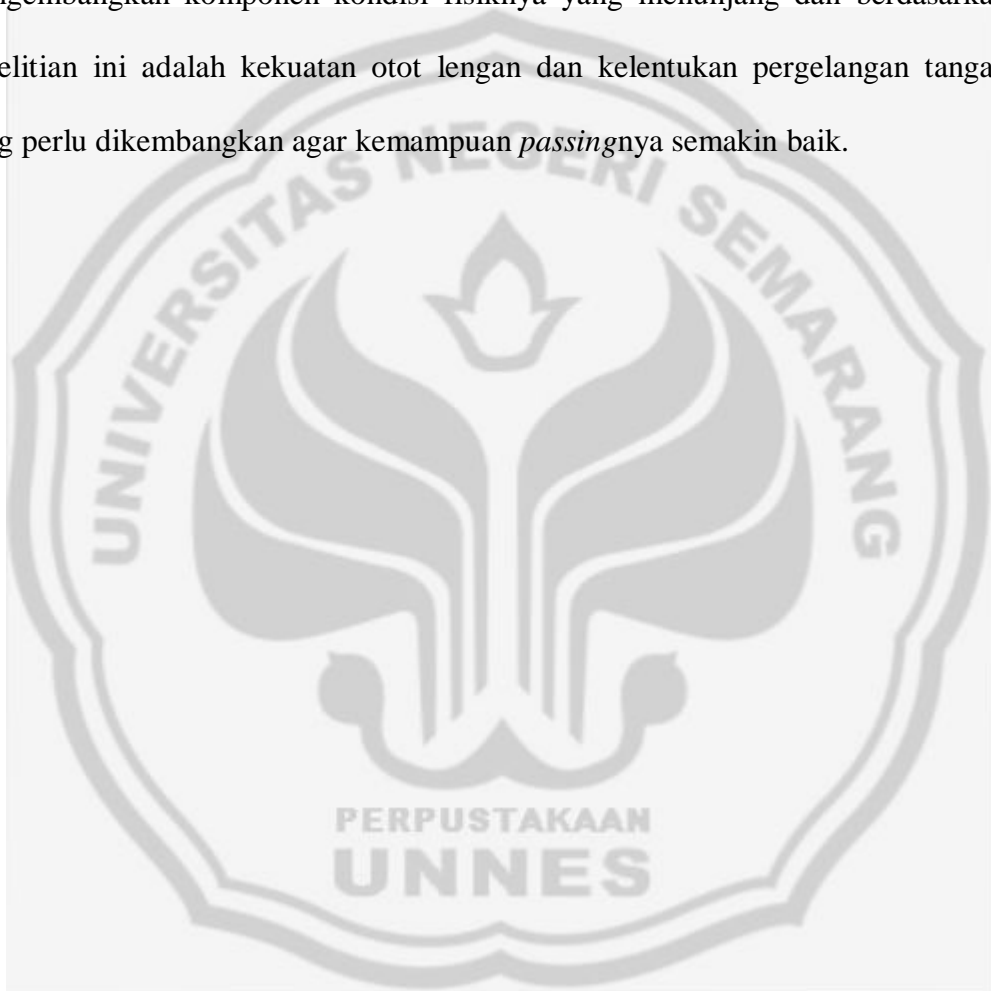 ngembangkan komponen kondisi fisiknya yang menunjang dan berdasarka
elitian ini adalah kekuatan otot lengan dan kelentukan pergelangan tanga
g perlu dikembangkan agar kemampuan passingnya semakin baik.
UNIVERSITAS NEGERI SEMARANG
PERPUSTAKAAN
UNNES